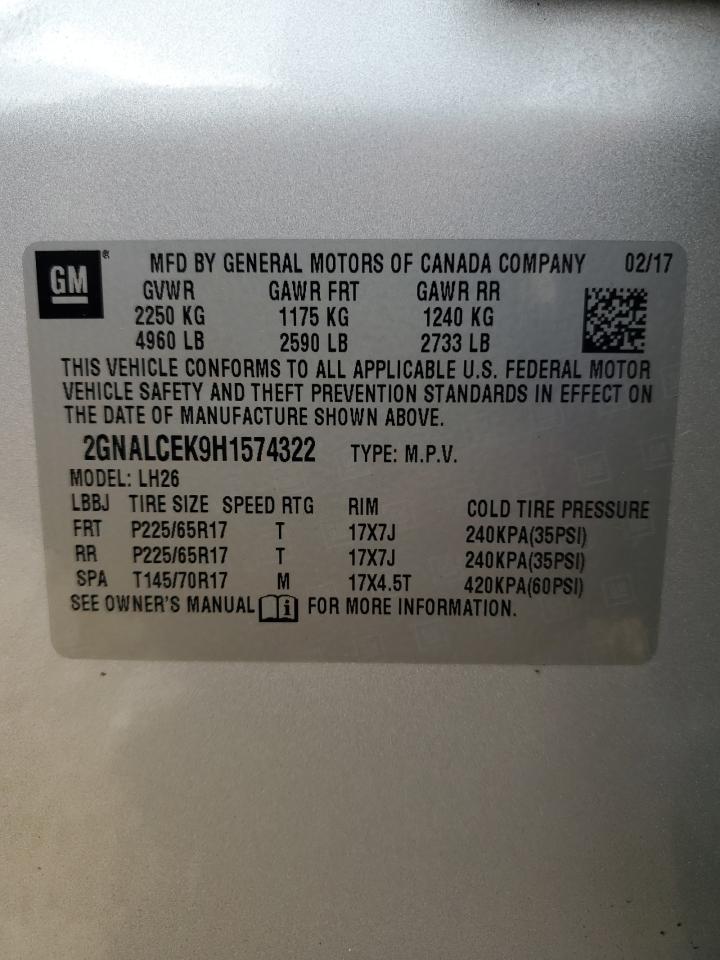 GM® MFD BY GENERAL MOTORS OF CANADA COMPANY 02/17
GVWR GAWR FRT GAWR RR
2250 KG 1175 KG 1240 KG
4960 LB 2590 LB 2733 LB
THIS VEHICLE CONFORMS TO ALL APPLICABLE U.S. FEDERAL MOTOR
VEHICLE SAFETY AND THEFT PREVENTION STANDARDS IN EFFECT ON
THE DATE OF MANUFACTURE SHOWN ABOVE.
2GNALCEK9H1574322 TYPE: M.P.V.
MODEL: LH26
LBBJ TIRE SIZE SPEED RTG RIM COLD TIRE PRESSURE
FRT P225/65R17 T 17X7J 240KPA(35PSI)
RR P225/65R17 T 17X7J 240KPA(35PSI)
SPA T145/70R17 M 17X4.5T 420KPA(60PSI)
SEE OWNER'S MANUAL i FOR MORE INFORMATION.